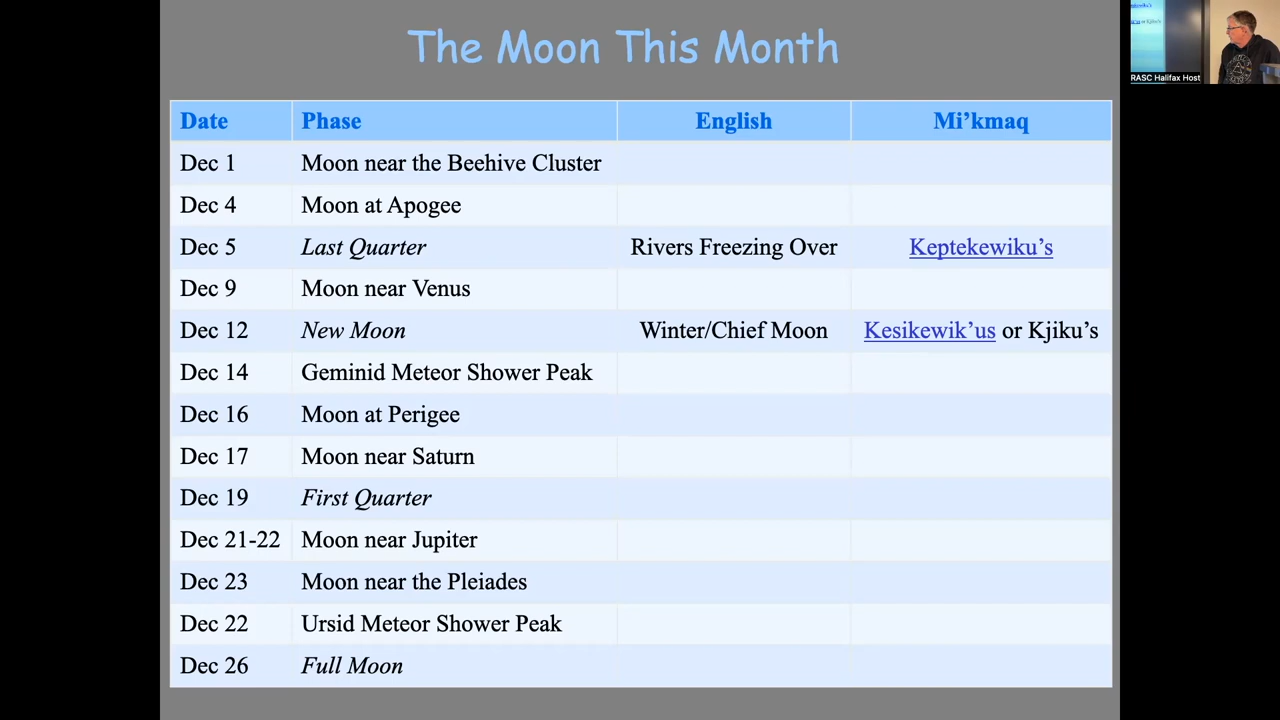 The Moon This Month
Date Phase English Mi’kmaq
Dec 1 Moon near the Beehive Cluster
Dec 4 Moon at Apogee
Dec 5 Last Quarter Rivers Freezing Over Keptekewiku’s
Dec 9 Moon near Venus
Dec 12 New Moon Winter/Chief Moon Kesikewik’us or Kjiku’s
Dec 14 Geminid Meteor Shower Peak
Dec 16 Moon at Perigee
Dec 17 Moon near Saturn
Dec 19 First Quarter
Dec 21-22 Moon near Jupiter
Dec 23 Moon near the Pleiades
Dec 22 Ursid Meteor Shower Peak
Dec 26 Full Moon
RASC Halifax Host